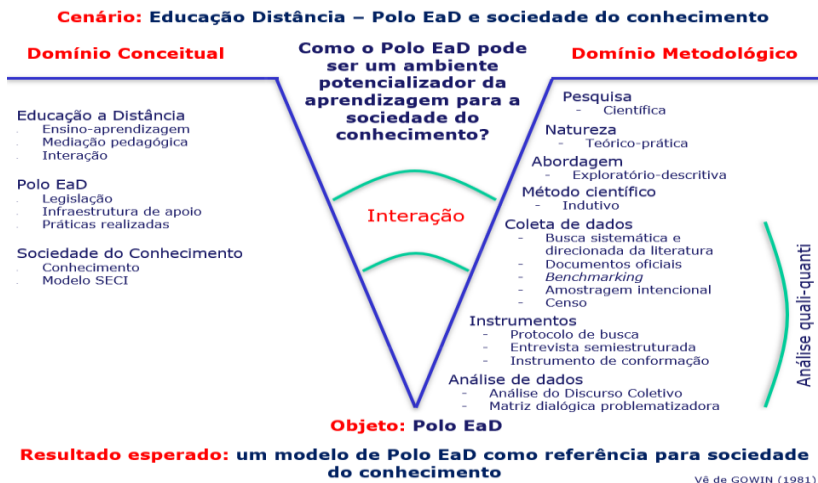 Cenário: Educação Distância – Polo EaD e sociedade do conhecimento
Domínio Conceitual
Educação a Distância
Ensino-aprendizagem
Mediação pedagógica
Interação
Polo EaD
Legislação
Infraestrutura de apoio
Práticas realizadas
Sociedade do Conhecimento
Conhecimento
Modelo SECI
Como o Polo EaD pode
ser um ambiente
potencializador da
aprendizagem para a
sociedade do
conhecimento?
Interação
Domínio Metodológico
Pesquisa
- Científica
Natureza
- Teórico-prática
Abordagem
- Exploratório-descritiva
Método científico
- Indutivo
Coleta de dados
- Busca sistemática e
direcionada da literatura
- Documentos oficiais
- Benchmarking
- Amostragem intencional
- Censo
Instrumentos
- Protocolo de busca
- Entrevista semiestruturada
- Instrumento de conformação
Análise de dados
- Análise do Discurso Coletivo
- Matriz dialógica problematizadora
Análise quali-quanti
Objeto: Polo EaD
Resultado esperado: um modelo de Polo EaD como referência para sociedade
do conhecimento
Vê de GOWIN (1981)